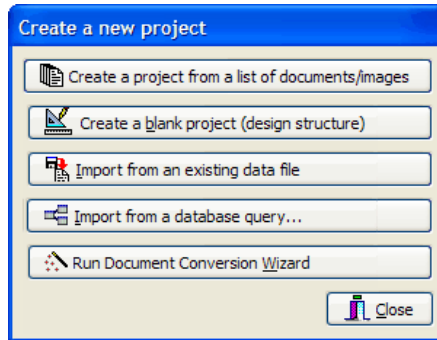 Create a new project
Create a project from a list of documents/images
Create a blank project (design structure)
Import from an existing data file
Import from a database query...
Run Document Conversion Wizard
Close